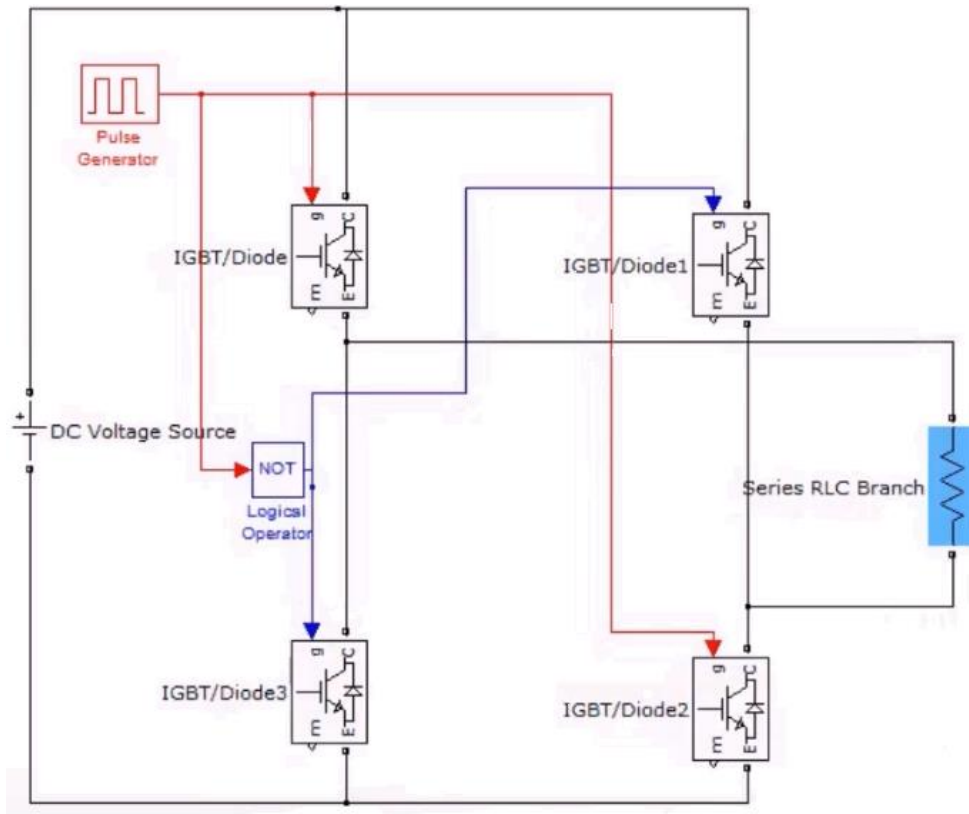 Pulse
Generator
g
C
IGBT/Diode
m
E
g
C
IGBT/Diode1
m
E
+
DC Voltage Source
NOT
Logical
Operator
Series RLC Branch
g
C
IGBT/Diode3
m
E
g
C
IGBT/Diode2
m
E